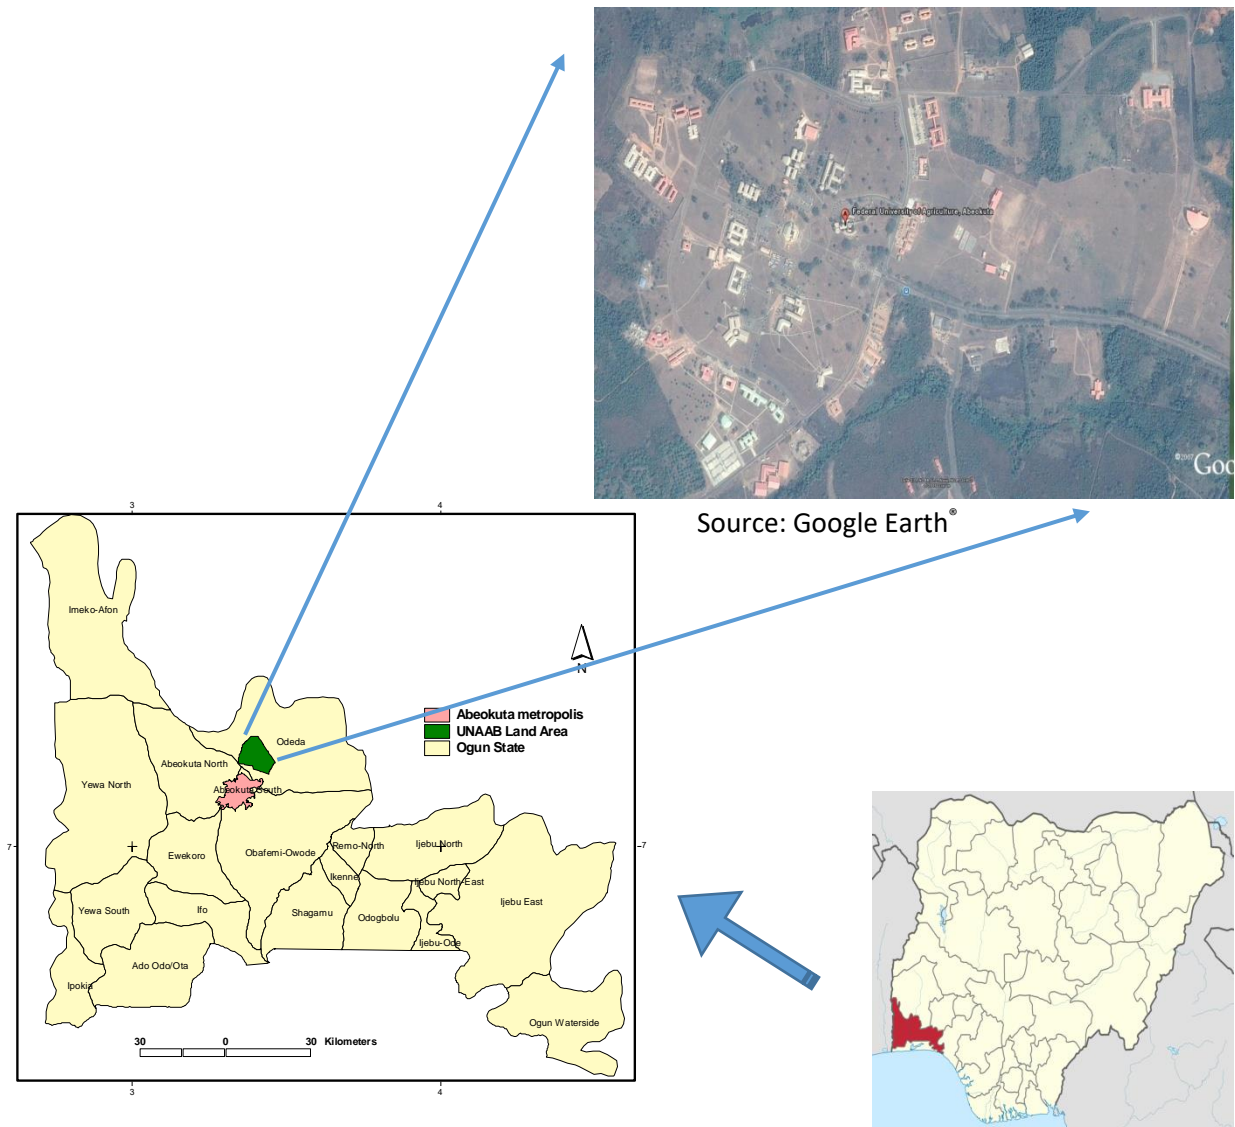 Federal University of Agriculture, Abeokuta
©2007 Goo
Source: Google Earth®
3
4
Imeko-Afon
N
Abeokuta metropolis
UNAAB Land Area
Ogun State
Odeda
Abeokuta North
Yewa North
Abeokuta South
7
7
Ewekoro
Obafemi-Owode
Remo-North
Ijebu North
Ikenne
Ijebu North-East
Ijebu East
Yewa South
Ifo
Shagamu
Odogbolu
Ijebu-Ode
Ado Odo/Ota
Ipokia
Ogun Waterside
30 0 30 Kilometers
3
4